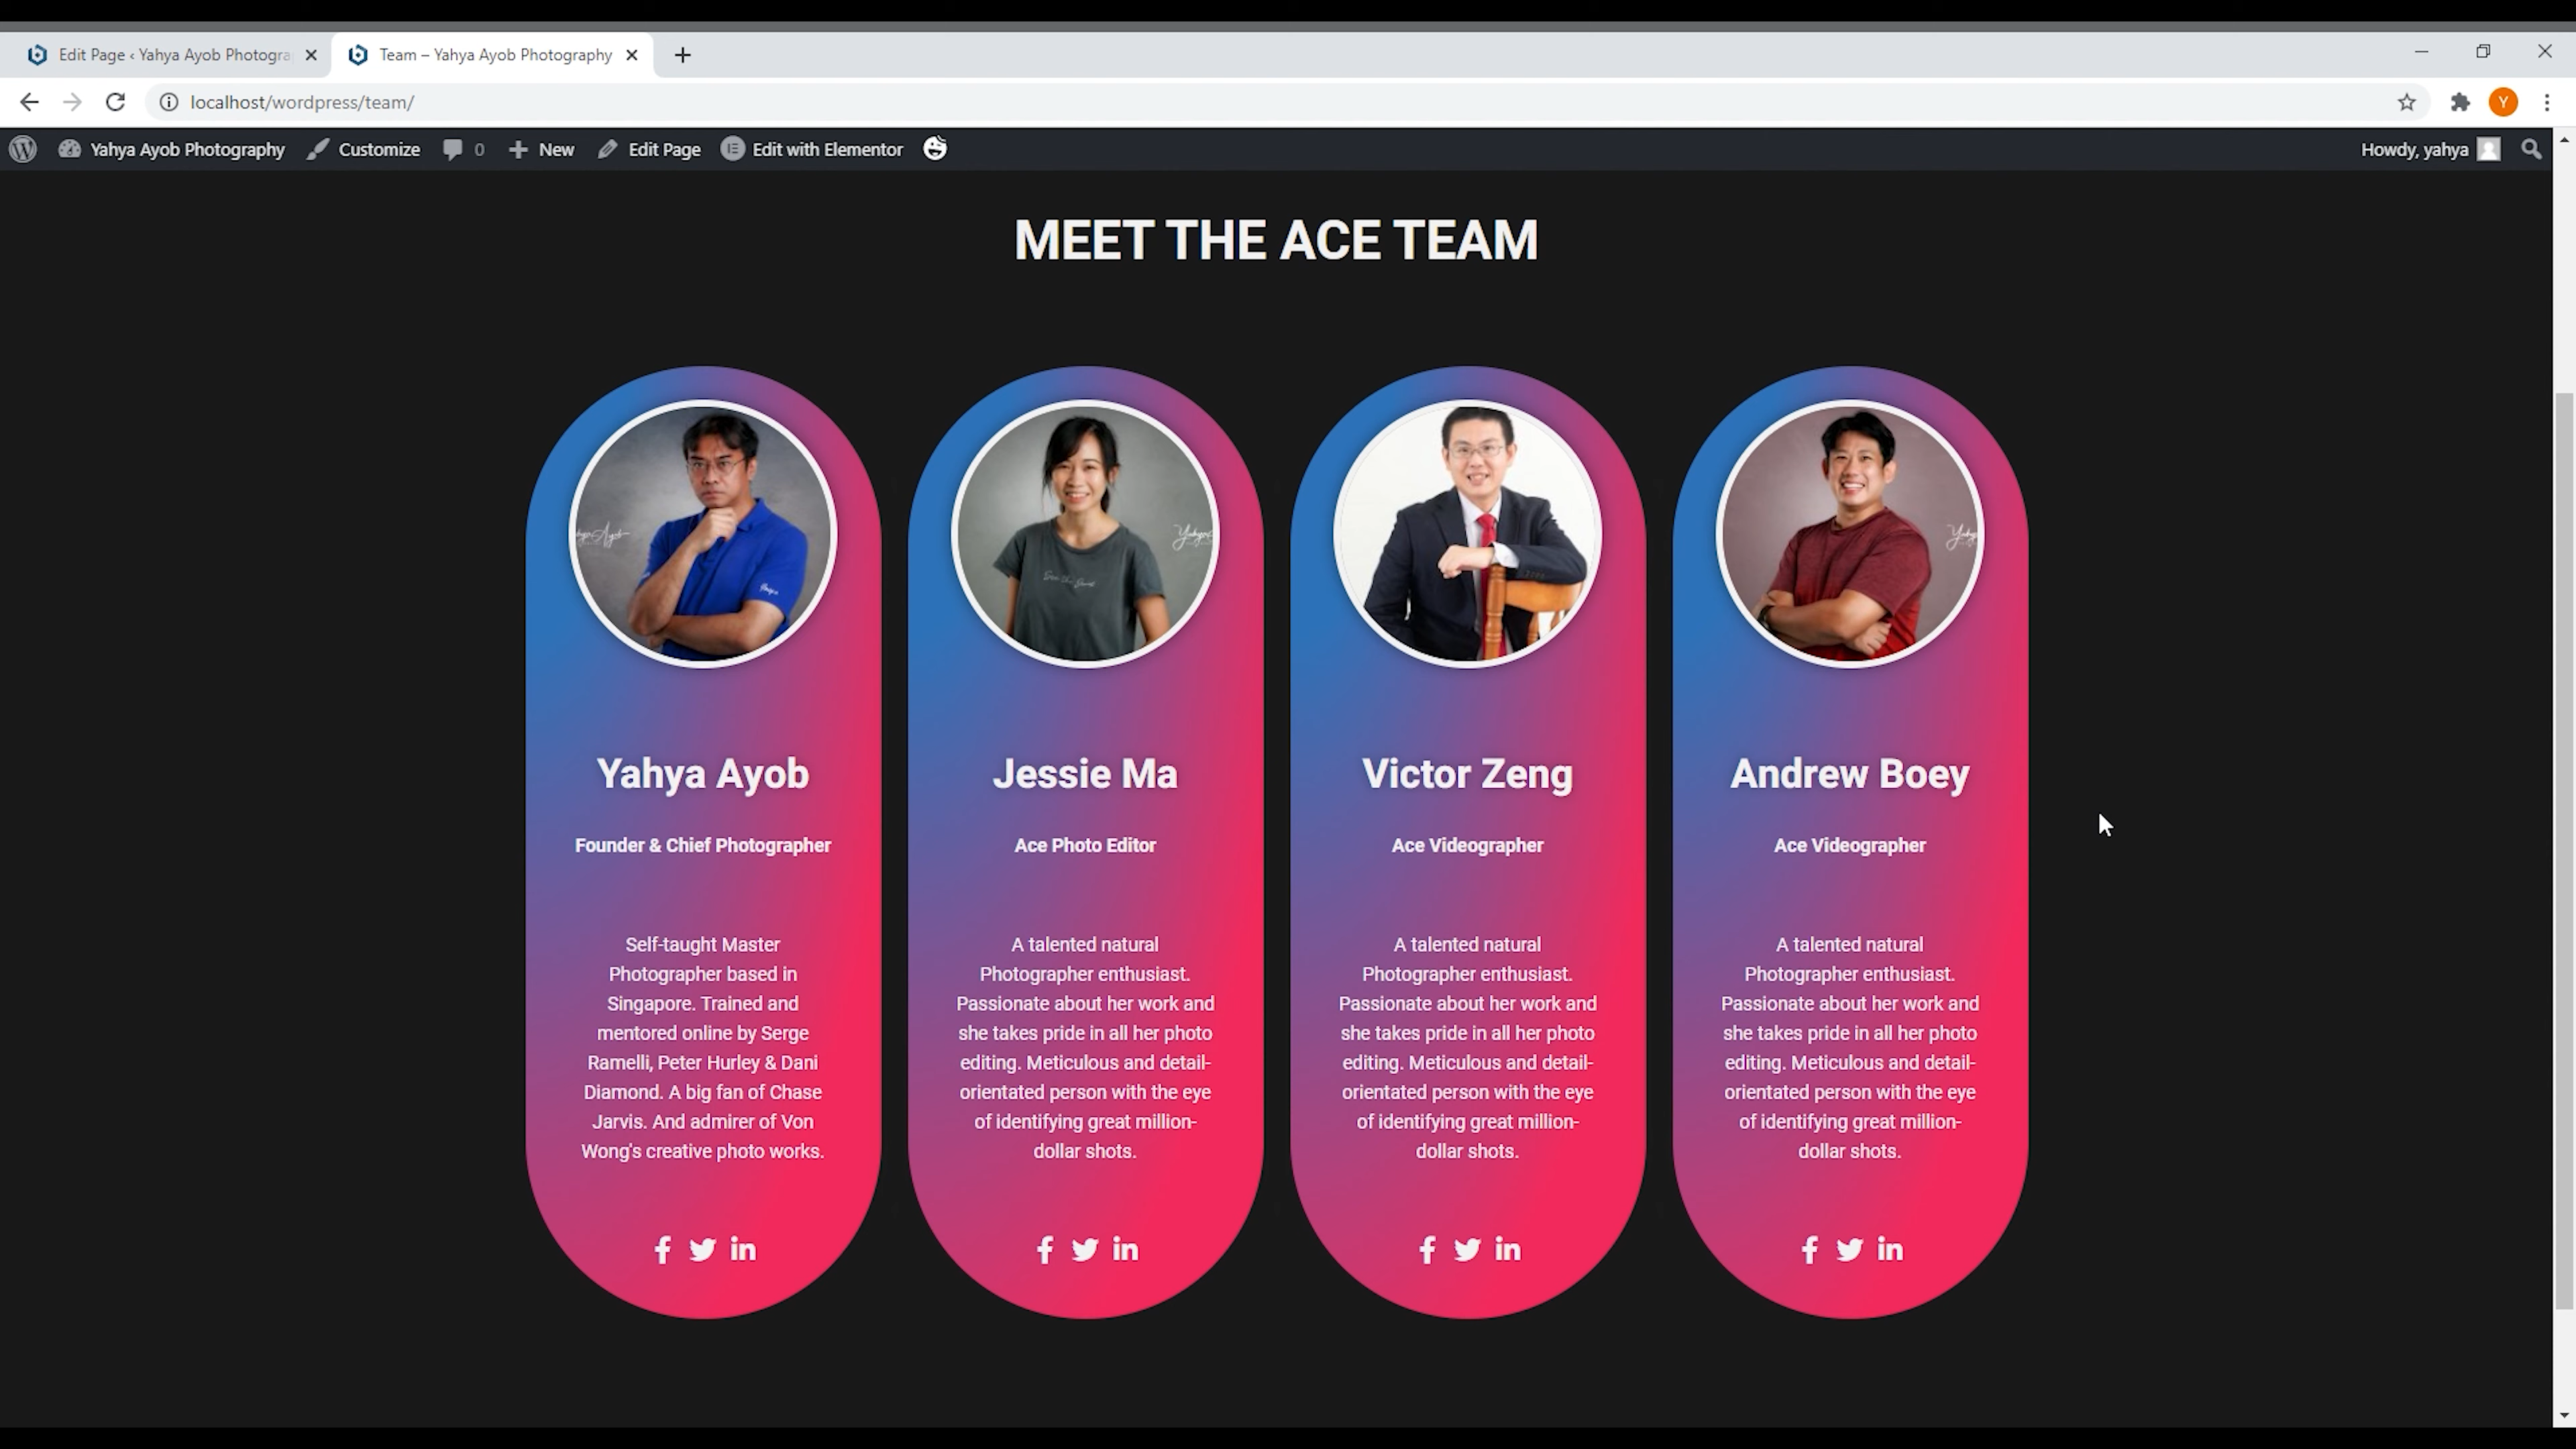 Edit Page ‹ Yahya Ayob Photogra
Team – Yahya Ayob Photography
localhost/wordpress/team/
Y
Yahya Ayob Photography
Customize
0
New
Edit Page
Edit with Elementor
Howdy, yahya
MEET THE ACE TEAM
Yahya Ayob
Founder & Chief Photographer
Self-taught Master
Photographer based in
Singapore. Trained and
mentored online by Serge
Ramelli, Peter Hurley & Dani
Diamond. A big fan of Chase
Jarvis. And admirer of Von
Wong's creative photo works.
Jessie Ma
Ace Photo Editor
A talented natural
Photographer enthusiast.
Passionate about her work and
she takes pride in all her photo
editing. Meticulous and detail-
orientated person with the eye
of identifying great million-
dollar shots.
Victor Zeng
Ace Videographer
A talented natural
Photographer enthusiast.
Passionate about her work and
she takes pride in all her photo
editing. Meticulous and detail-
orientated person with the eye
of identifying great million-
dollar shots.
Andrew Boey
Ace Videographer
A talented natural
Photographer enthusiast.
Passionate about her work and
she takes pride in all her photo
editing. Meticulous and detail-
orientated person with the eye
of identifying great million-
dollar shots.